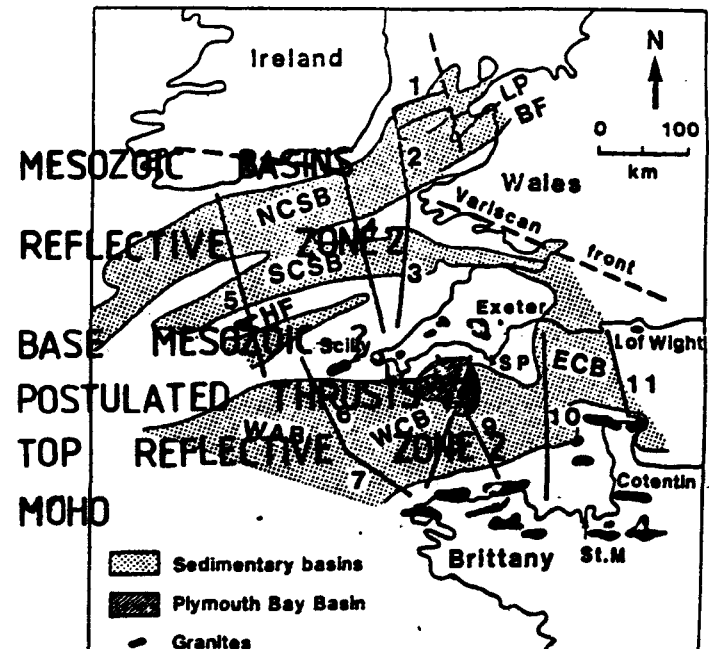 Ireland
N
1
LP
BF
0 100
km
2
MESOZOIC BASINS
Wales
NCSB
Variscan
front
4
REFLECTIVE ZONE 2
SCSB
3
5
HF
Exeter
BASE MESOZOIC
Scilly
SP
ECB
I.of Wight
POSTULATED THRUSTS
11
6
WAB
WCB
9
10
TOP REFLECTIVE ZONE 2
7
Cotentin
MOHO
Brittany
St.M
Sedimentary basins
Plymouth Bay Basin
Granites